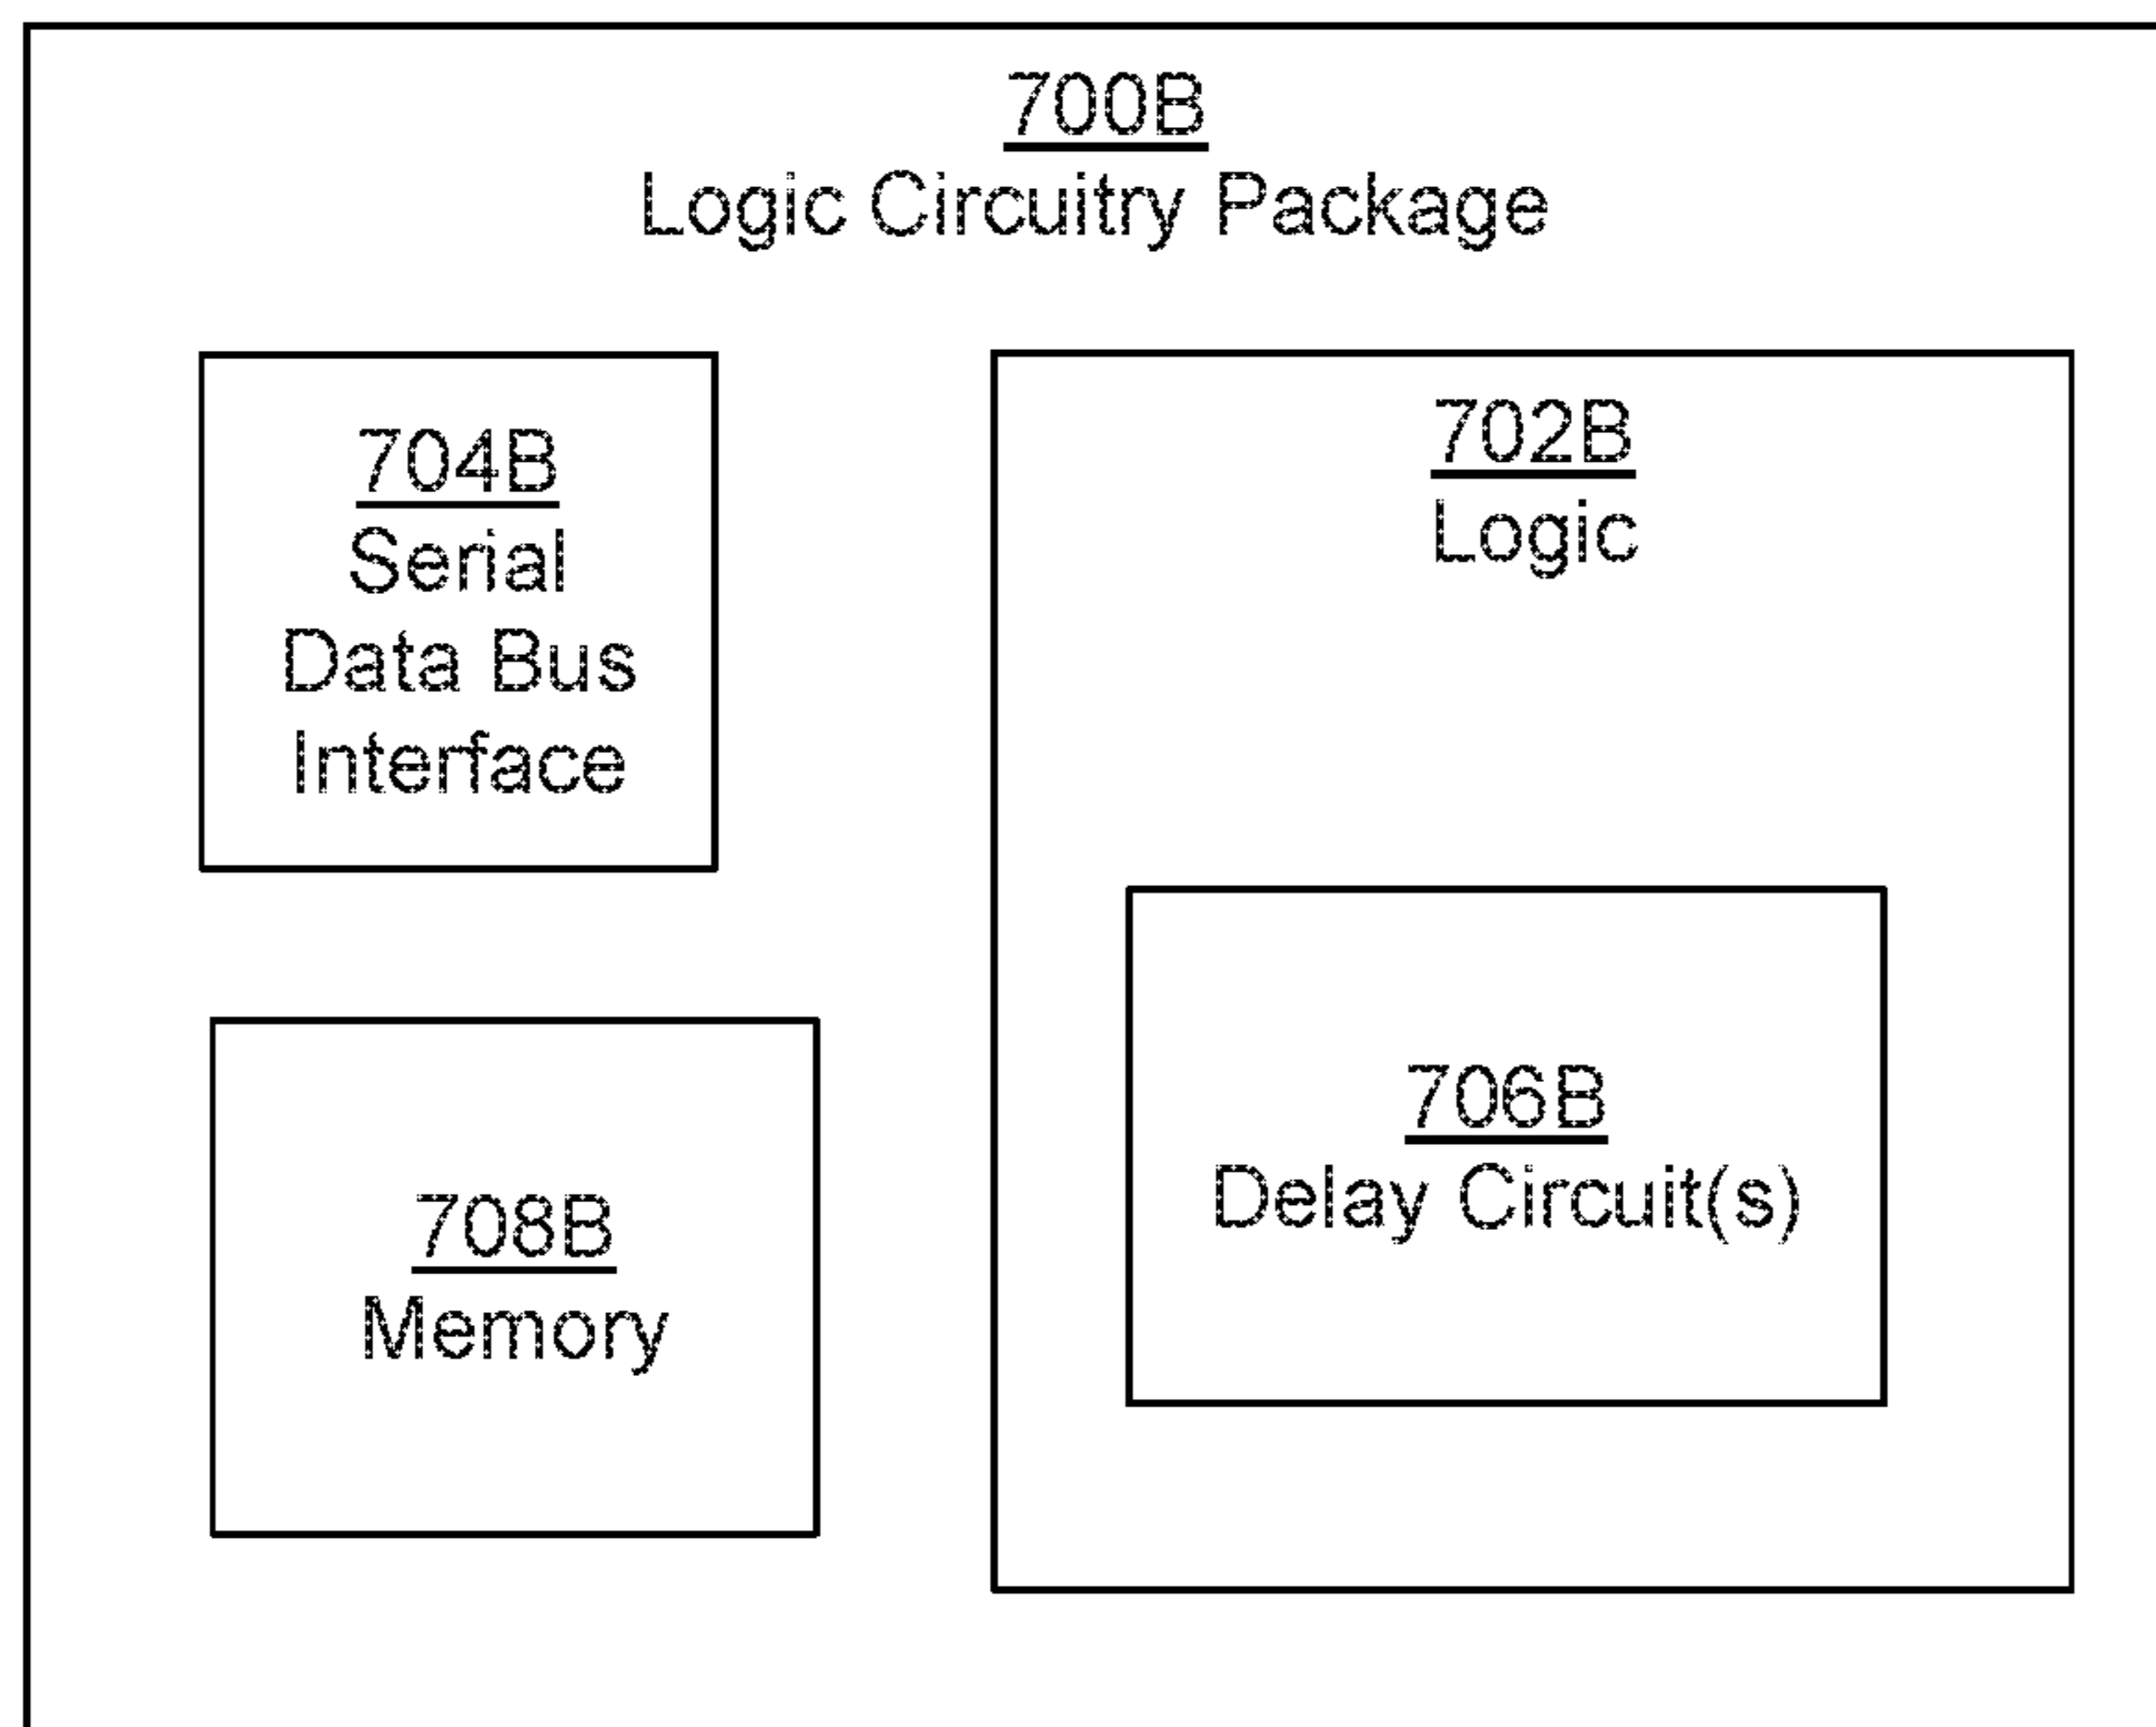 700B
Logic Circuitry Package
704B
Serial
Data Bus
Interface
702B
Logic
708B
Memory
706B
Delay Circuit(s)